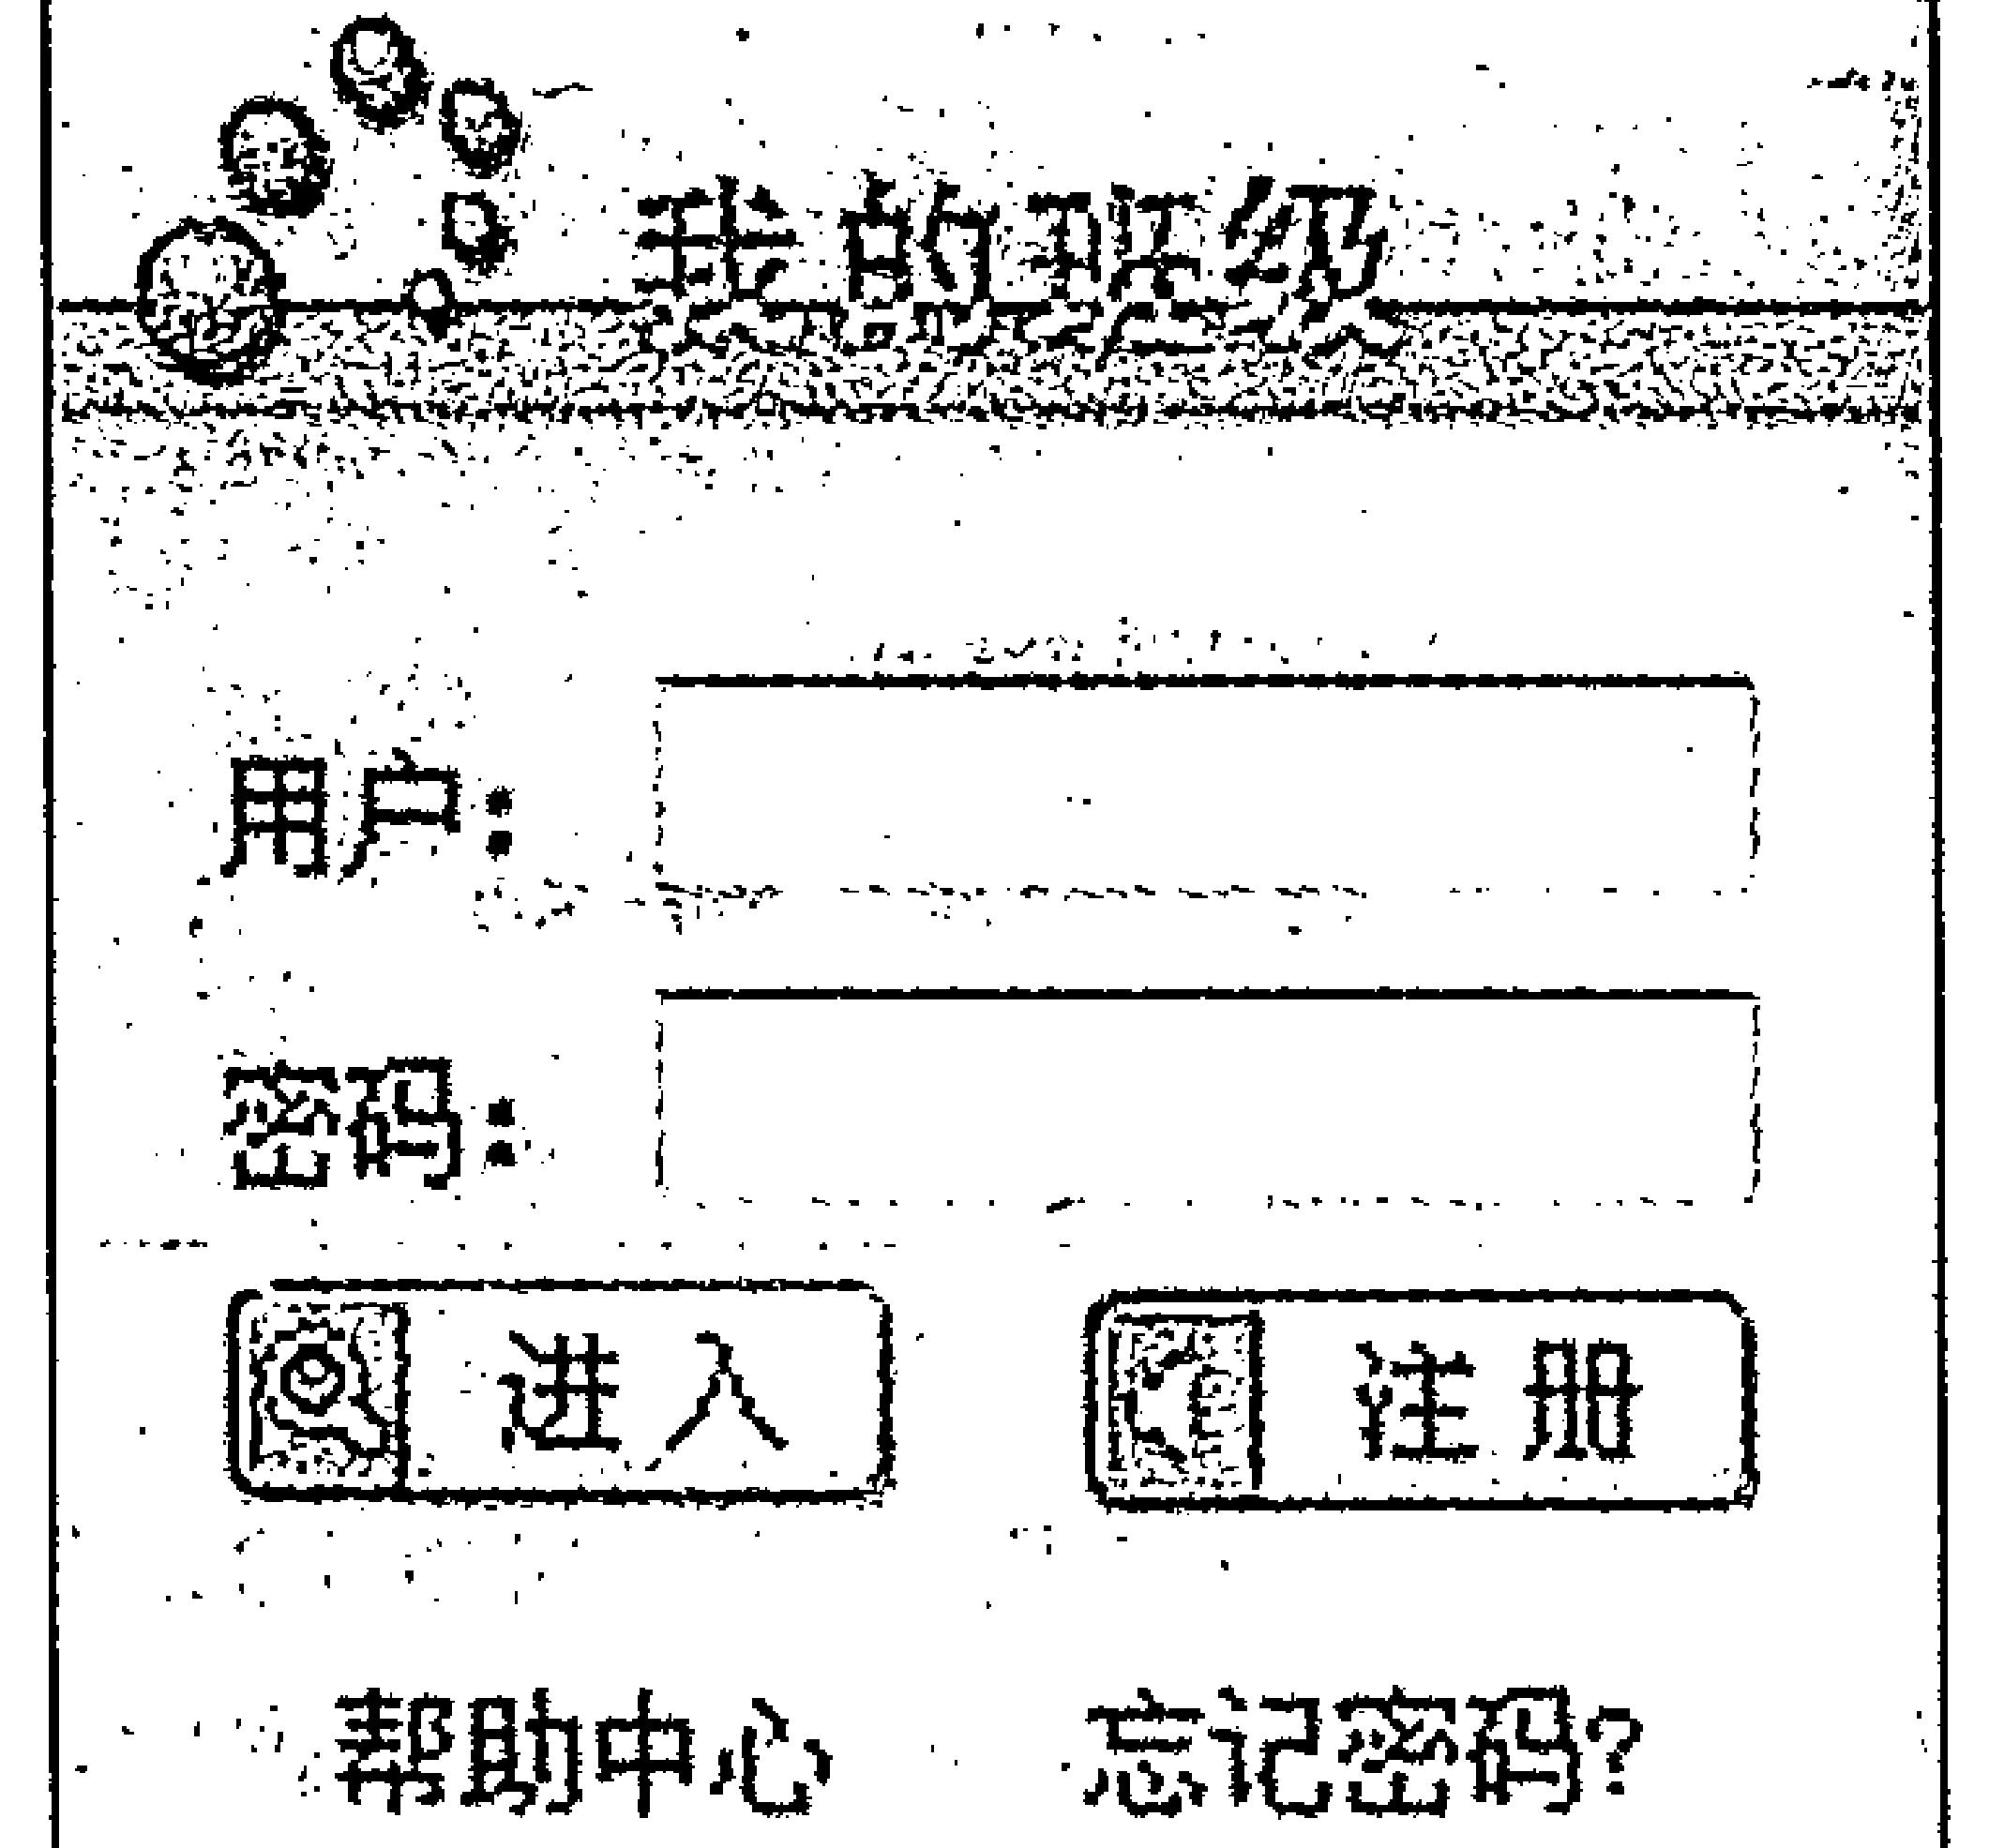 我的班级
用户：
密码：
进入 注册
帮助中心 忘记密码?